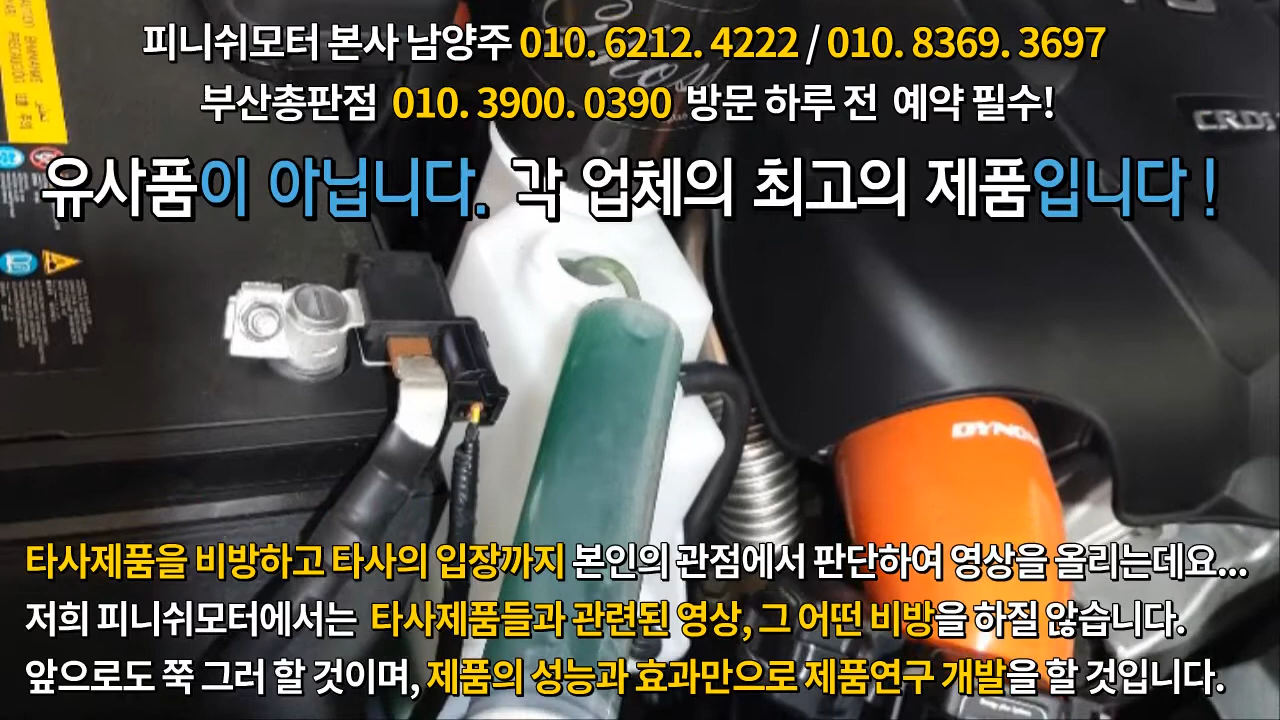 피니쉬모터 본사 남양주 010. 6212. 4222 / 010. 8369. 3697
부산총판점 010. 3900. 0390 방문 하루 전 예약 필수!
CRDi
유사품이 아닙니다. 각 업체의 최고의 제품입니다 !
타사제품을 비방하고 타사의 입장까지 본인의 관점에서 판단하여 영상을 올리는데요...
저희 피니쉬모터에서는 타사제품들과 관련된 영상, 그 어떤 비방을 하질 않습니다.
앞으로도 쭉 그러 할 것이며, 제품의 성능과 효과만으로 제품연구 개발을 할 것입니다.